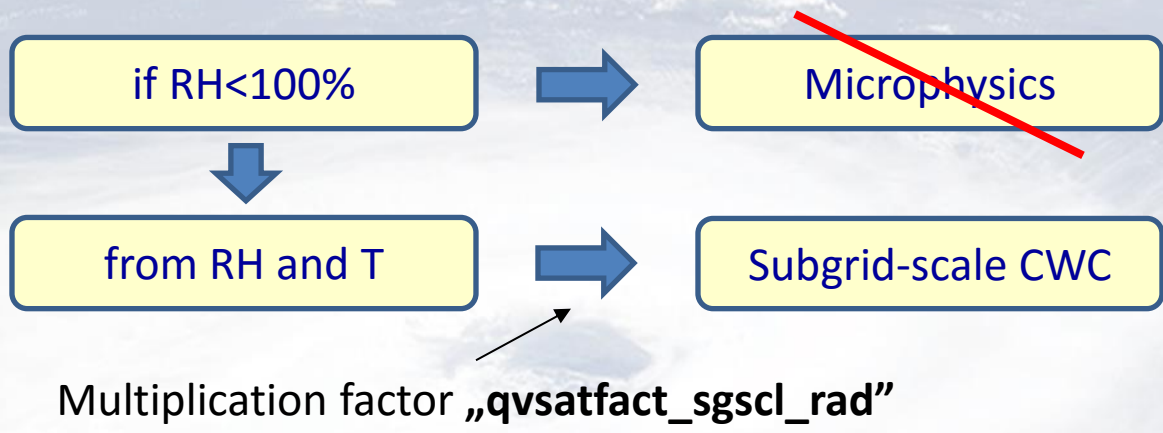 if RH<100%
Microphysics
from RH and T
Subgrid-scale CWC
Multiplication factor „qvsatfact_sgscl_rad”